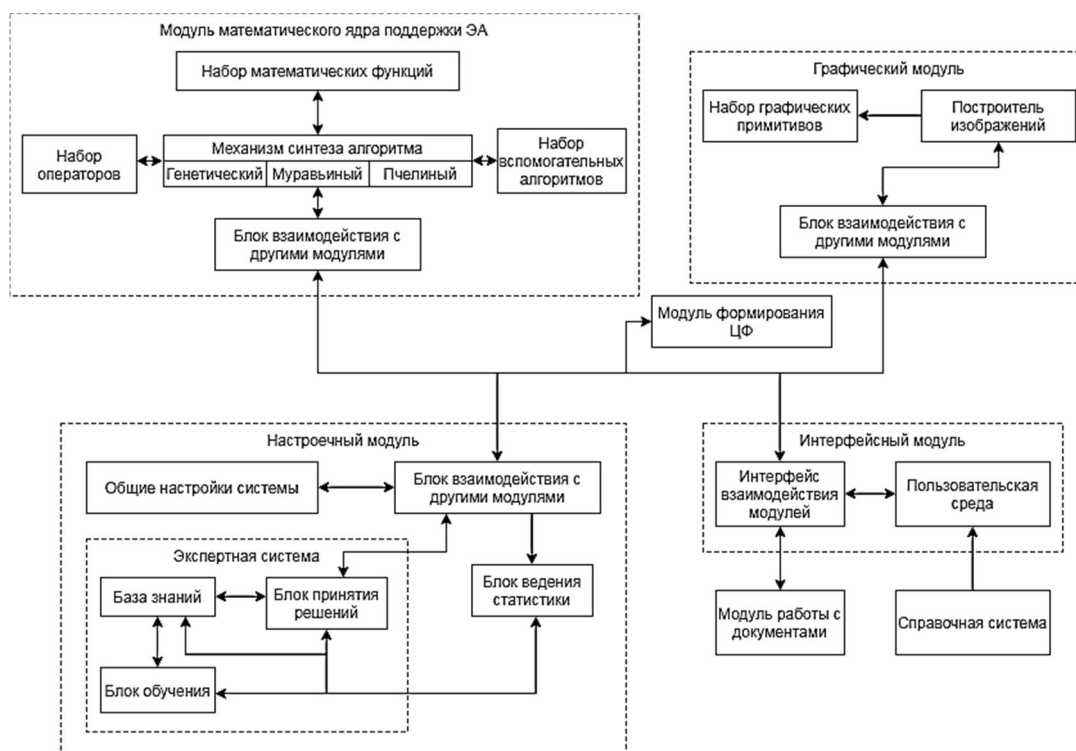 Модуль математического ядра поддержки ЭА
Набор математических функций
Набор
операторов
Механизм синтеза алгоритма
Генетический
Муравьиный
Пчелиный
Набор
вспомогательных
алгоритмов
Блок взаимодействия с
другими модулями
Графический модуль
Набор графических
примитивов
Построитель
изображений
Блок взаимодействия с
другими модулями
Модуль формирования
ЦФ
Настроечный модуль
Общие настройки системы
Блок взаимодействия с
другими модулями
Экспертная система
База знаний
Блок принятия
решений
Блок обучения
Блок ведения
статистики
Интерфейсный модуль
Интерфейс
взаимодействия
модулей
Пользовательская
среда
Модуль работы с
документами
Справочная система